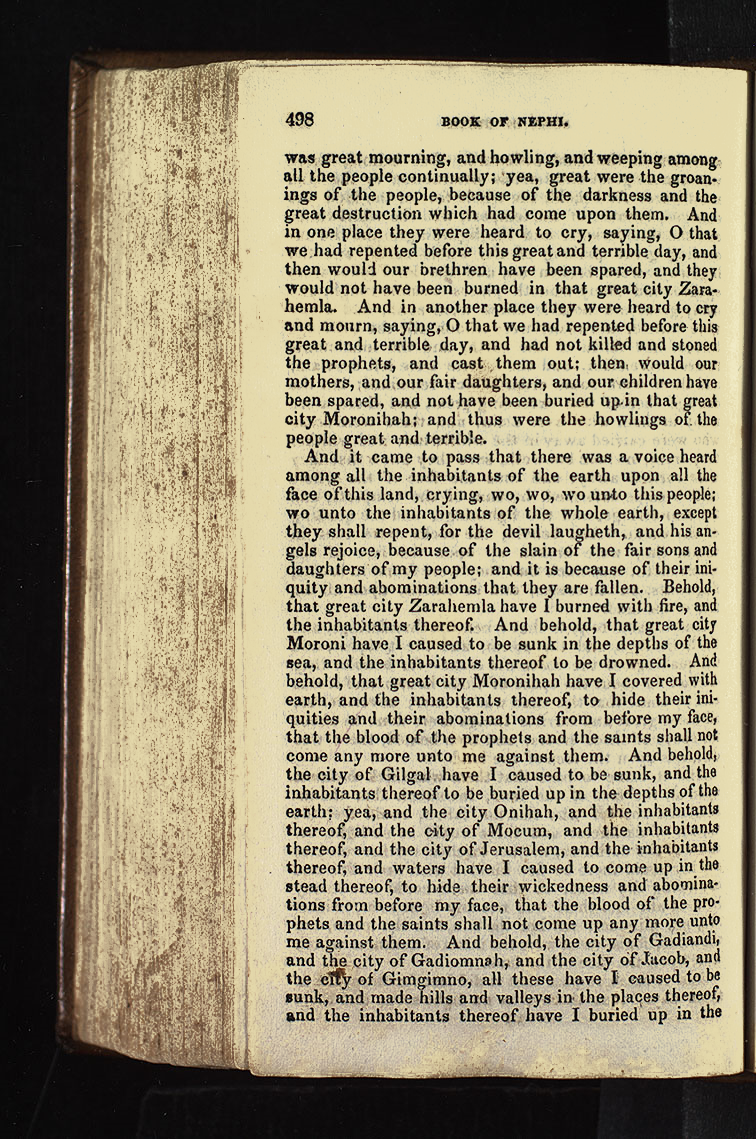 498 BOOK OF NEPHI.
was great mourning, and howling, and weeping among
all the people continually; yea, great were the groan-
ings of the people, because of the darkness and the
great destruction which had come upon them. And
in one place they were heard to cry, saying, O that
we had repented before this great and terrible day, and
then would our brethren have been spared, and they
would not have been burned in that great city Zara-
hemla. And in another place they were heard to cry
and mourn, saying, O that we had repented before this
great and terrible day, and had not killed and stoned
the prophets, and cast them out; then would our
mothers, and our fair daughters, and our children have
been spared, and not have been buried up in that great
city Moronihah; and thus were the howlings of the
people great and terrible.
And it came to pass that there was a voice heard
among all the inhabitants of the earth upon all the
face of this land, crying, wo, wo, wo unto this people;
wo unto the inhabitants of the whole earth, except
they shall repent, for the devil laugheth, and his an-
gels rejoice, because of the slain of the fair sons and
daughters of my people; and it is because of their ini-
quity and abominations that they are fallen. Behold,
that great city Zarahemla have I burned with fire, and
the inhabitants thereof. And behold, that great city
Moroni have I caused to be sunk in the depths of the
sea, and the inhabitants thereof to be drowned. And
behold, that great city Moronihah have I covered with
earth, and the inhabitants thereof, to hide their ini-
quities and their abominations from before my face,
that the blood of the prophets and the saints shall not
come any more unto me against them. And behold,
the city of Gilgal have I caused to be sunk, and the
inhabitants thereof to be buried up in the depths of the
earth; yea, and the city Onihah, and the inhabitants
thereof, and the city of Mocum, and the inhabitants
thereof, and the city of Jerusalem, and the inhabitants
thereof, and waters have I caused to come up in the
stead thereof, to hide their wickedness and abomina-
tions from before my face, that the blood of the pro-
phets and the saints shall not come up any more unto
me against them. And behold, the city of Gadiandi,
and the city of Gadiomnah, and the city of Jacob, and
the city of Gimgimno, all these have I caused to be
sunk, and made hills and valleys in the places thereof,
and the inhabitants thereof have I buried up in the